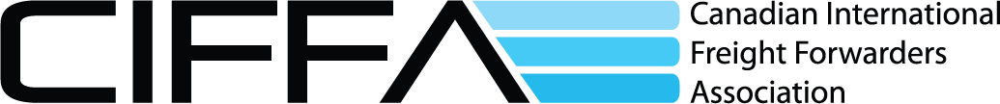 CIFFA
Canadian International
Freight Forwarders
Association